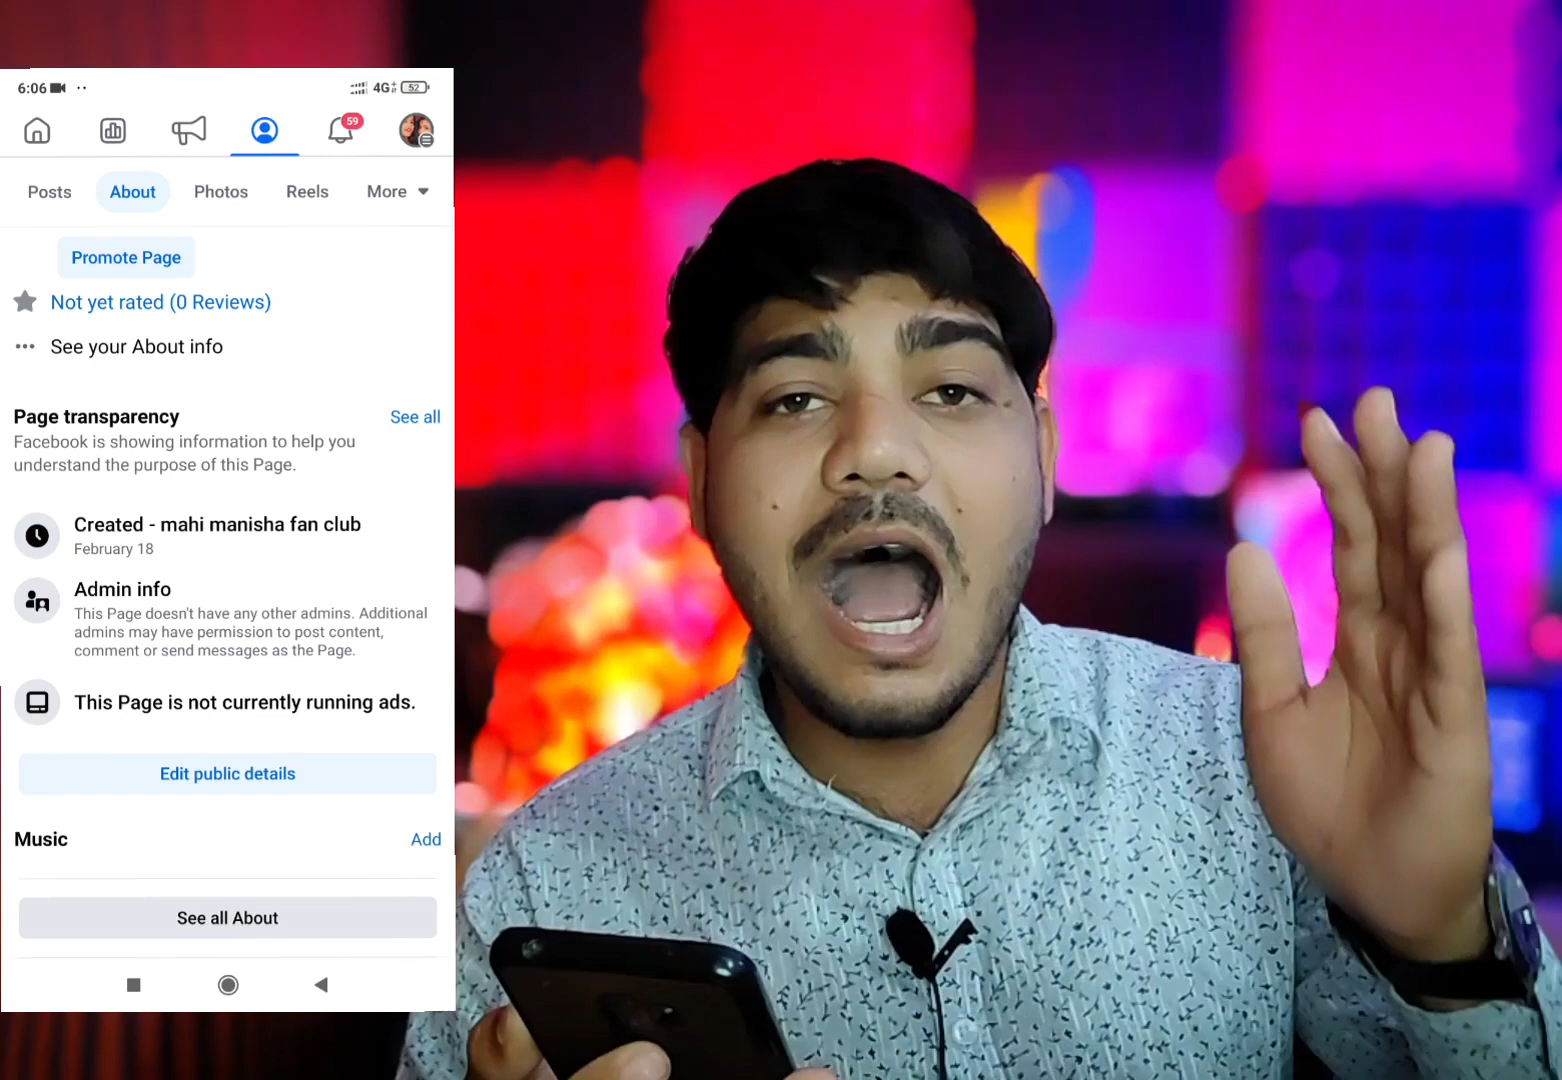 6:06
4G
52
59
Posts About Photos Reels More
Promote Page
Not yet rated (0 Reviews)
See your About info
Page transparency See all
Facebook is showing information to help you
understand the purpose of this Page.
Created - mahi manisha fan club
February 18
Admin info
This Page doesn't have any other admins. Additional
admins may have permission to post content,
comment or send messages as the Page.
This Page is not currently running ads.
Edit public details
Music Add
See all About